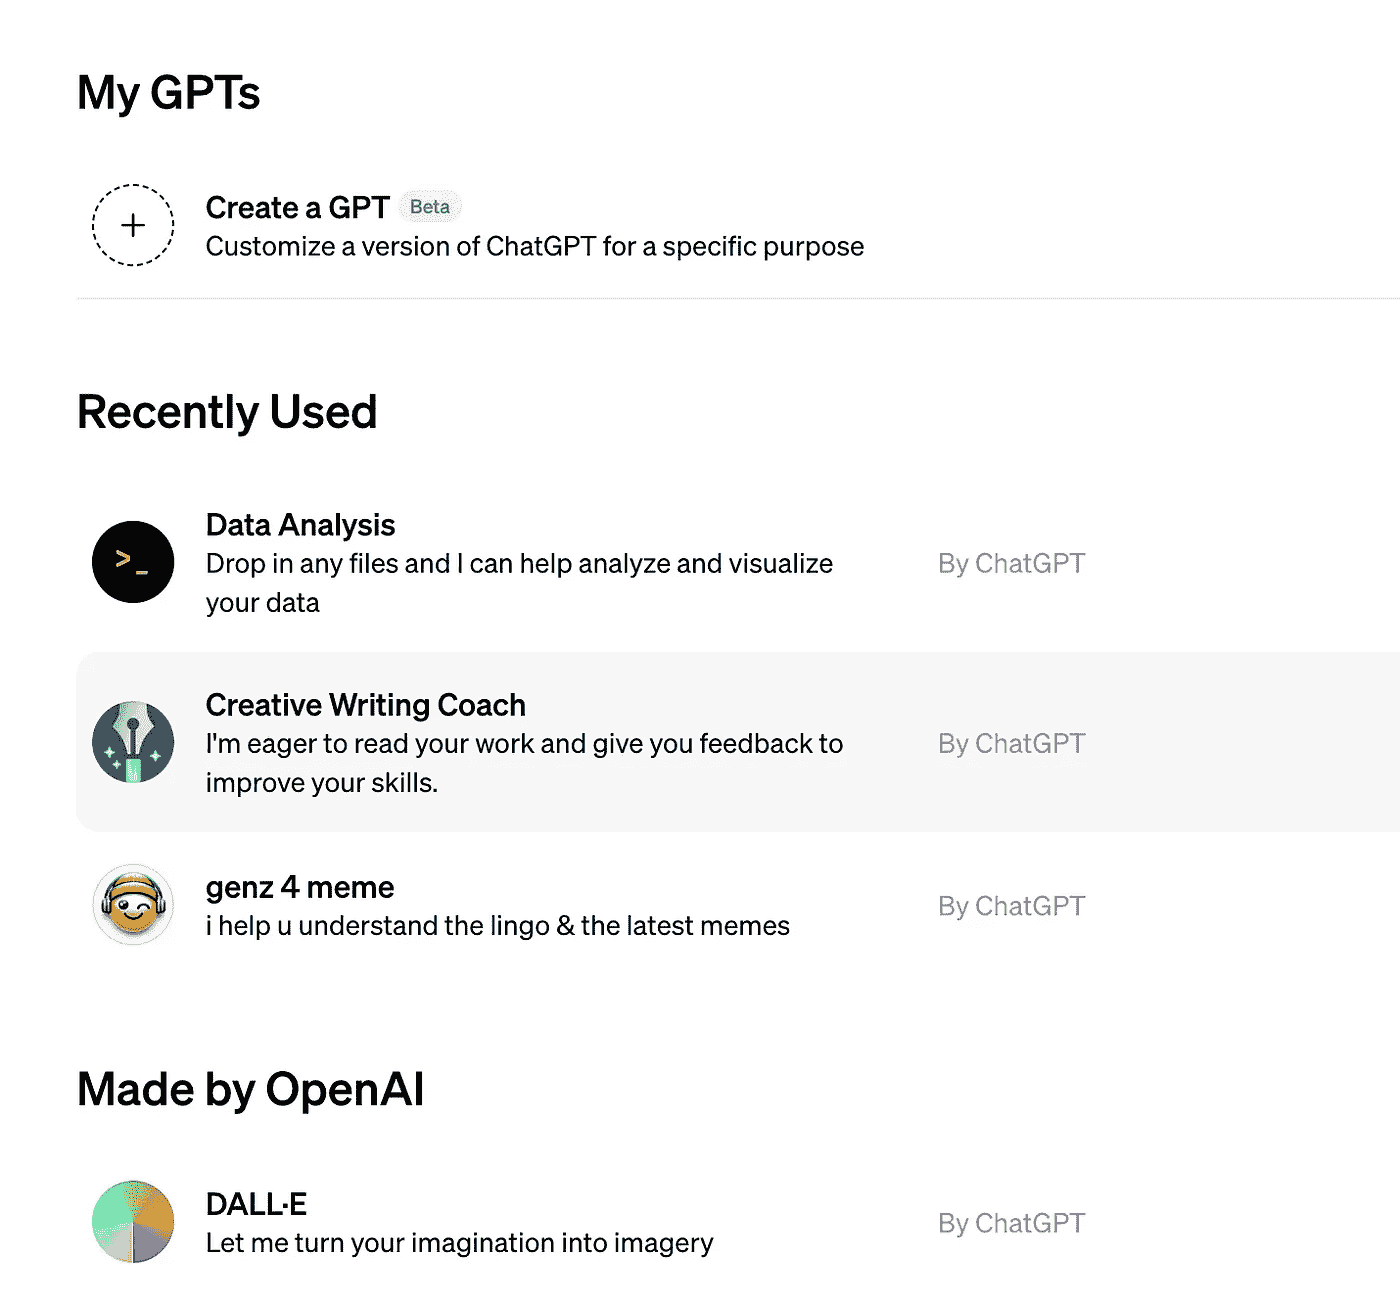 My GPTs
Create a GPT Beta
Customize a version of ChatGPT for a specific purpose
Recently Used
Data Analysis
Drop in any files and I can help analyze and visualize
your data
By ChatGPT
Creative Writing Coach
I'm eager to read your work and give you feedback to
improve your skills.
By ChatGPT
genz 4 meme
i help u understand the lingo & the latest memes
By ChatGPT
Made by OpenAI
DALL·E
Let me turn your imagination into imagery
By ChatGPT